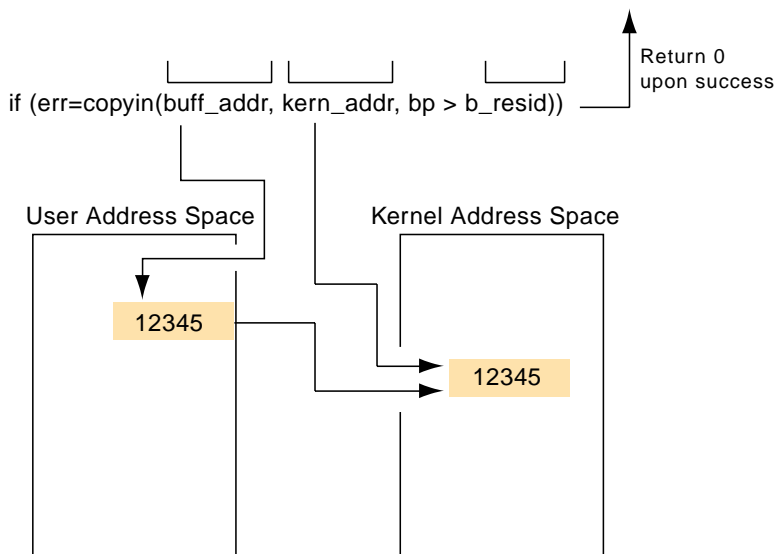 Return 0
upon success
if (err=copyin(buff_addr, kern_addr, bp > b_resid))
User Address Space
Kernel Address Space
12345
12345